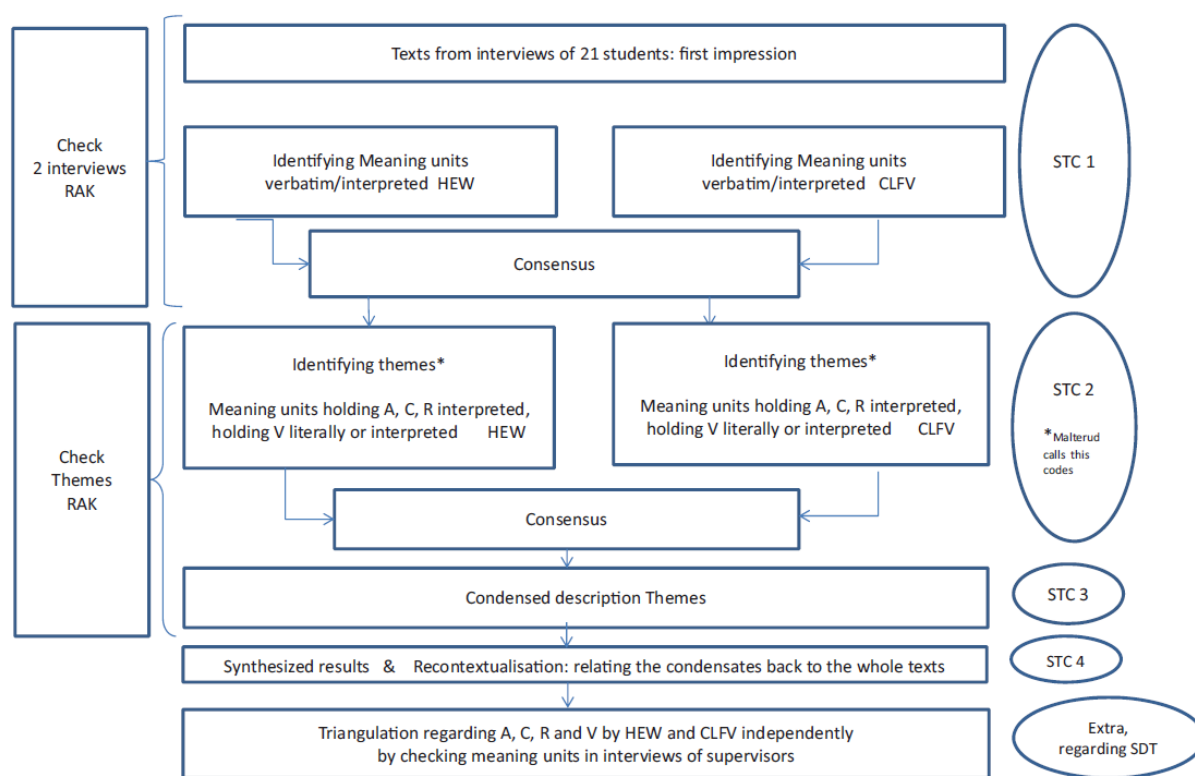 Texts from interviews of 21 students: first impression
Check
2 interviews
RAK
Identifying Meaning units
verbatim/interpreted HEW
Identifying Meaning units
verbatim/interpreted CLFV
STC 1
Consensus
Check
Themes
RAK
Identifying themes*
Meaning units holding A, C, R interpreted,
holding V literally or interpreted HEW
Identifying themes*
Meaning units holding A, C, R interpreted,
holding V literally or interpreted CLFV
STC 2
*Malterud
calls this
codes
Consensus
Condensed description Themes
STC 3
Synthesized results & Recontextualisation: relating the condensates back to the whole texts
STC 4
Triangulation regarding A, C, R and V by HEW and CLFV independently
by checking meaning units in interviews of supervisors
Extra,
regarding SDT